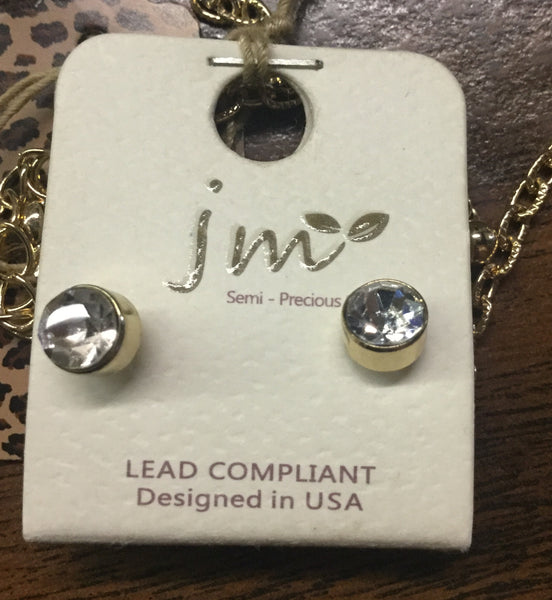 jm
Semi - Precious
LEAD COMPLIANT
Designed in USA